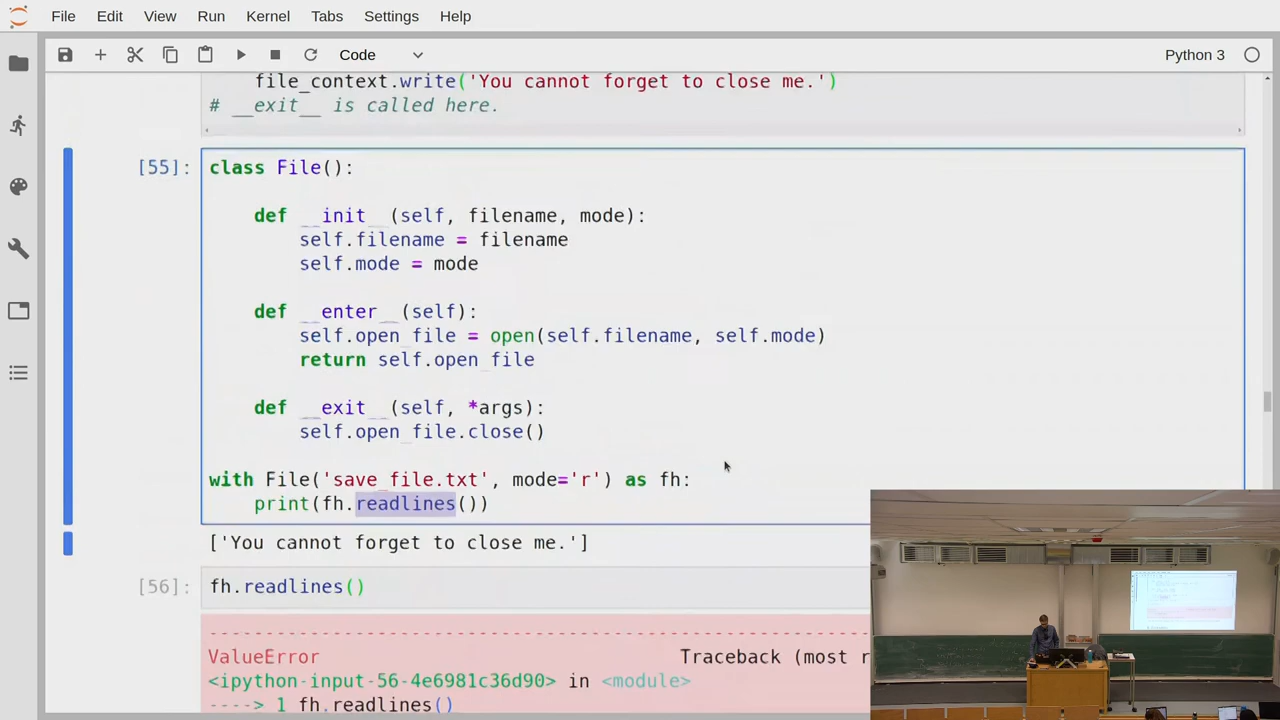 File Edit View Run Kernel Tabs Settings Help
Code Python 3
file_context.write('You cannot forget to close me.')
# __exit__ is called here.
[55]: class File():
def __init__(self, filename, mode):
self.filename = filename
self.mode = mode
def __enter__(self):
self.open_file = open(self.filename, self.mode)
return self.open_file
def __exit__(self, *args):
self.open_file.close()
with File('save_file.txt', mode='r') as fh:
print(fh.readlines())
['You cannot forget to close me.']
[56]: fh.readlines()
---------------------------------------------------------
ValueError Traceback (most r
<ipython-input-56-4e6981c36d90> in <module>
----> 1 fh.readlines()